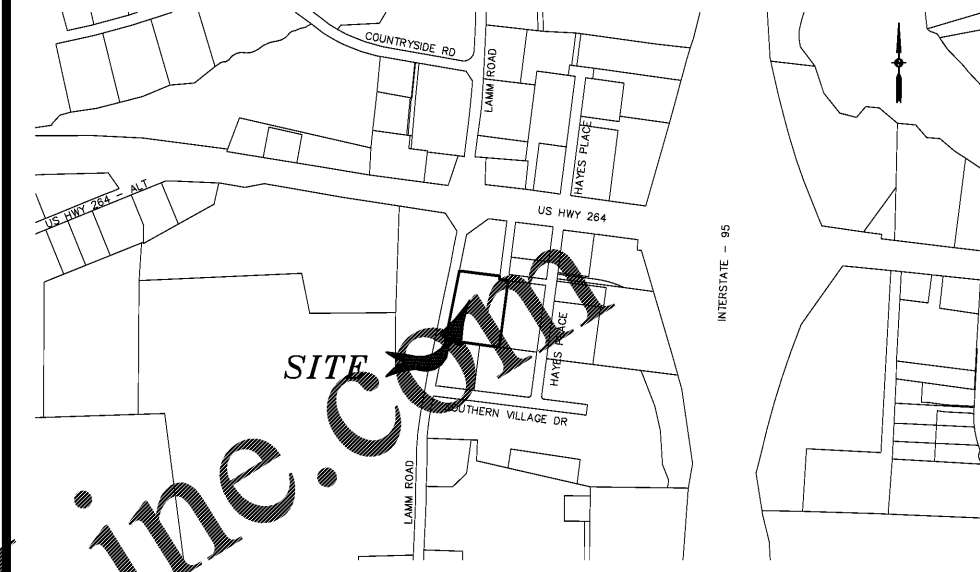 COUNTRYSIDE RD
LAMM ROAD
HAYES PLACE
US HWY 264 - ALT
US HWY 264
INTERSTATE - 95
SITE
HAYES PLACE
SOUTHERN VILLAGE DR
LAMM ROAD
ine.com